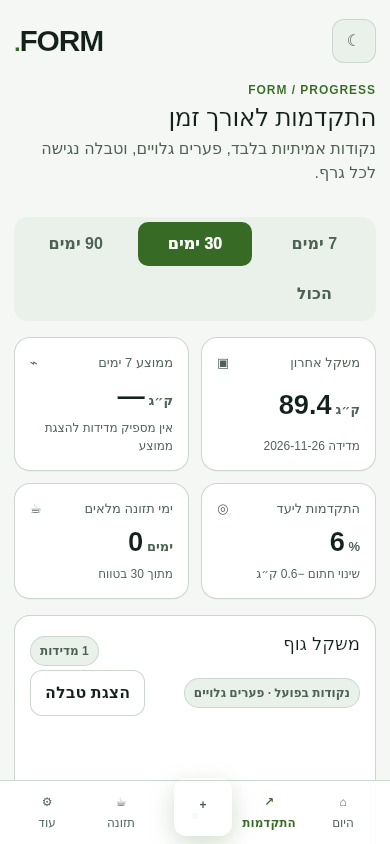 FORM.
FORM / PROGRESS
התקדמות לאורך זמן
נקודות אמיתיות בלבד, פערים גלויים, וטבלה נגישה
לכל גרף.
7 ימים
30 ימים
90 ימים
הכול
משקל אחרון
89.4 ק״ג
מדידה 2026-11-26
ממוצע 7 ימים
— ק״ג
אין מספיק מדידות להצגת
ממוצע
התקדמות ליעד
6 %
שינוי חתום −0.6 ק״ג
ימי תזונה מלאים
0 ימים
מתוך 30 בטווח
משקל גוף
1 מדידות
נקודות בפועל · פערים גלויים
הצגת טבלה
היום
התקדמות
+
תזונה
עוד